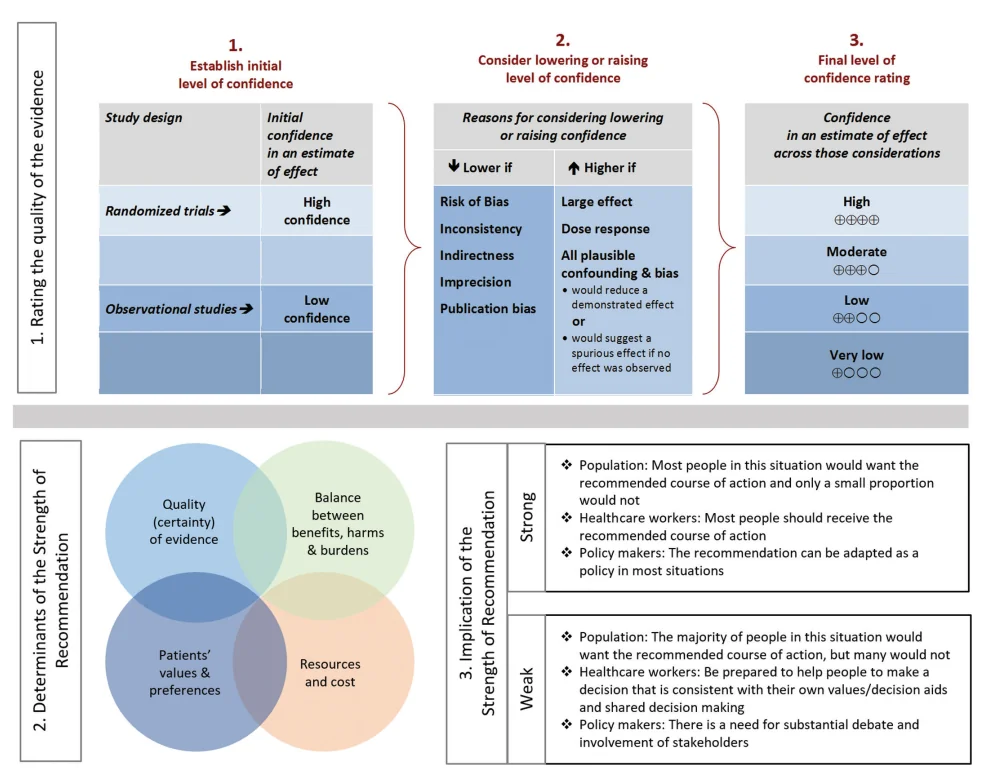 1. Rating the quality of the evidence
1.
Establish initial
level of confidence
2.
Consider lowering or raising
level of confidence
3.
Final level of
confidence rating
Study design
Initial
confidence
in an estimate
of effect
Randomized trials ➔
High
confidence
Observational studies ➔
Low
confidence
Reasons for considering lowering
or raising confidence
🡫 Lower if
🡩 Higher if
Risk of Bias
Inconsistency
Indirectness
Imprecision
Publication bias
Large effect
Dose response
All plausible
confounding & bias
• would reduce a
demonstrated effect
or
• would suggest a
spurious effect if no
effect was observed
Confidence
in an estimate of effect
across those considerations
High
⊕⊕⊕⊕
Moderate
⊕⊕⊕○
Low
⊕⊕○○
Very low
⊕○○○
2. Determinants of the Strength of
Recommendation
Quality
(certainty)
of evidence
Balance
between
benefits, harms
& burdens
Patients’
values &
preferences
Resources
and cost
3. Implication of the
Strength of Recommendation
Strong
❖ Population: Most people in this situation would want the
recommended course of action and only a small proportion
would not
❖ Healthcare workers: Most people should receive the
recommended course of action
❖ Policy makers: The recommendation can be adapted as a
policy in most situations
Weak
❖ Population: The majority of people in this situation would
want the recommended course of action, but many would not
❖ Healthcare workers: Be prepared to help people to make a
decision that is consistent with their own values/decision aids
and shared decision making
❖ Policy makers: There is a need for substantial debate and
involvement of stakeholders